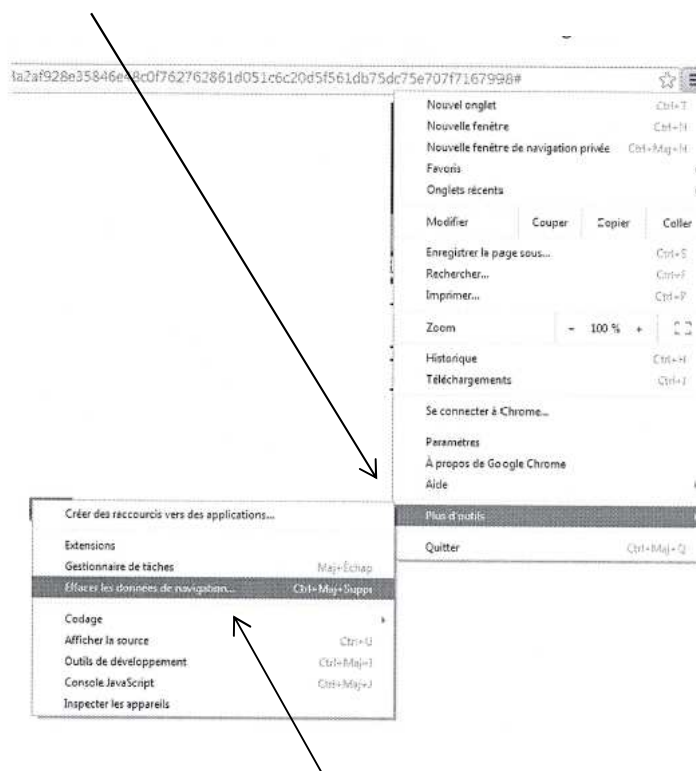 Nouvel onglet Ctrl+T
Nouvelle fenêtre Ctrl+N
Nouvelle fenêtre de navigation privée Ctrl+Maj+N
Favoris
Onglets récents
Modifier Couper Copier Coller
Enregistrer la page sous... Ctrl+S
Rechercher... Ctrl+F
Imprimer... Ctrl+P
Zoom - 100 % +
Historique Ctrl+H
Téléchargements Ctrl+J
Se connecter à Chrome...
Paramètres
À propos de Google Chrome
Aide
Plus d'outils
Quitter Ctrl+Maj+Q
Créer des raccourcis vers des applications...
Extensions
Gestionnaire de tâches Maj+Échap
Effacer les données de navigation... Ctrl+Maj+Suppr
Codage
Afficher la source Ctrl+U
Outils de développement Ctrl+Maj+I
Console JavaScript Ctrl+Maj+J
Inspecter les appareils